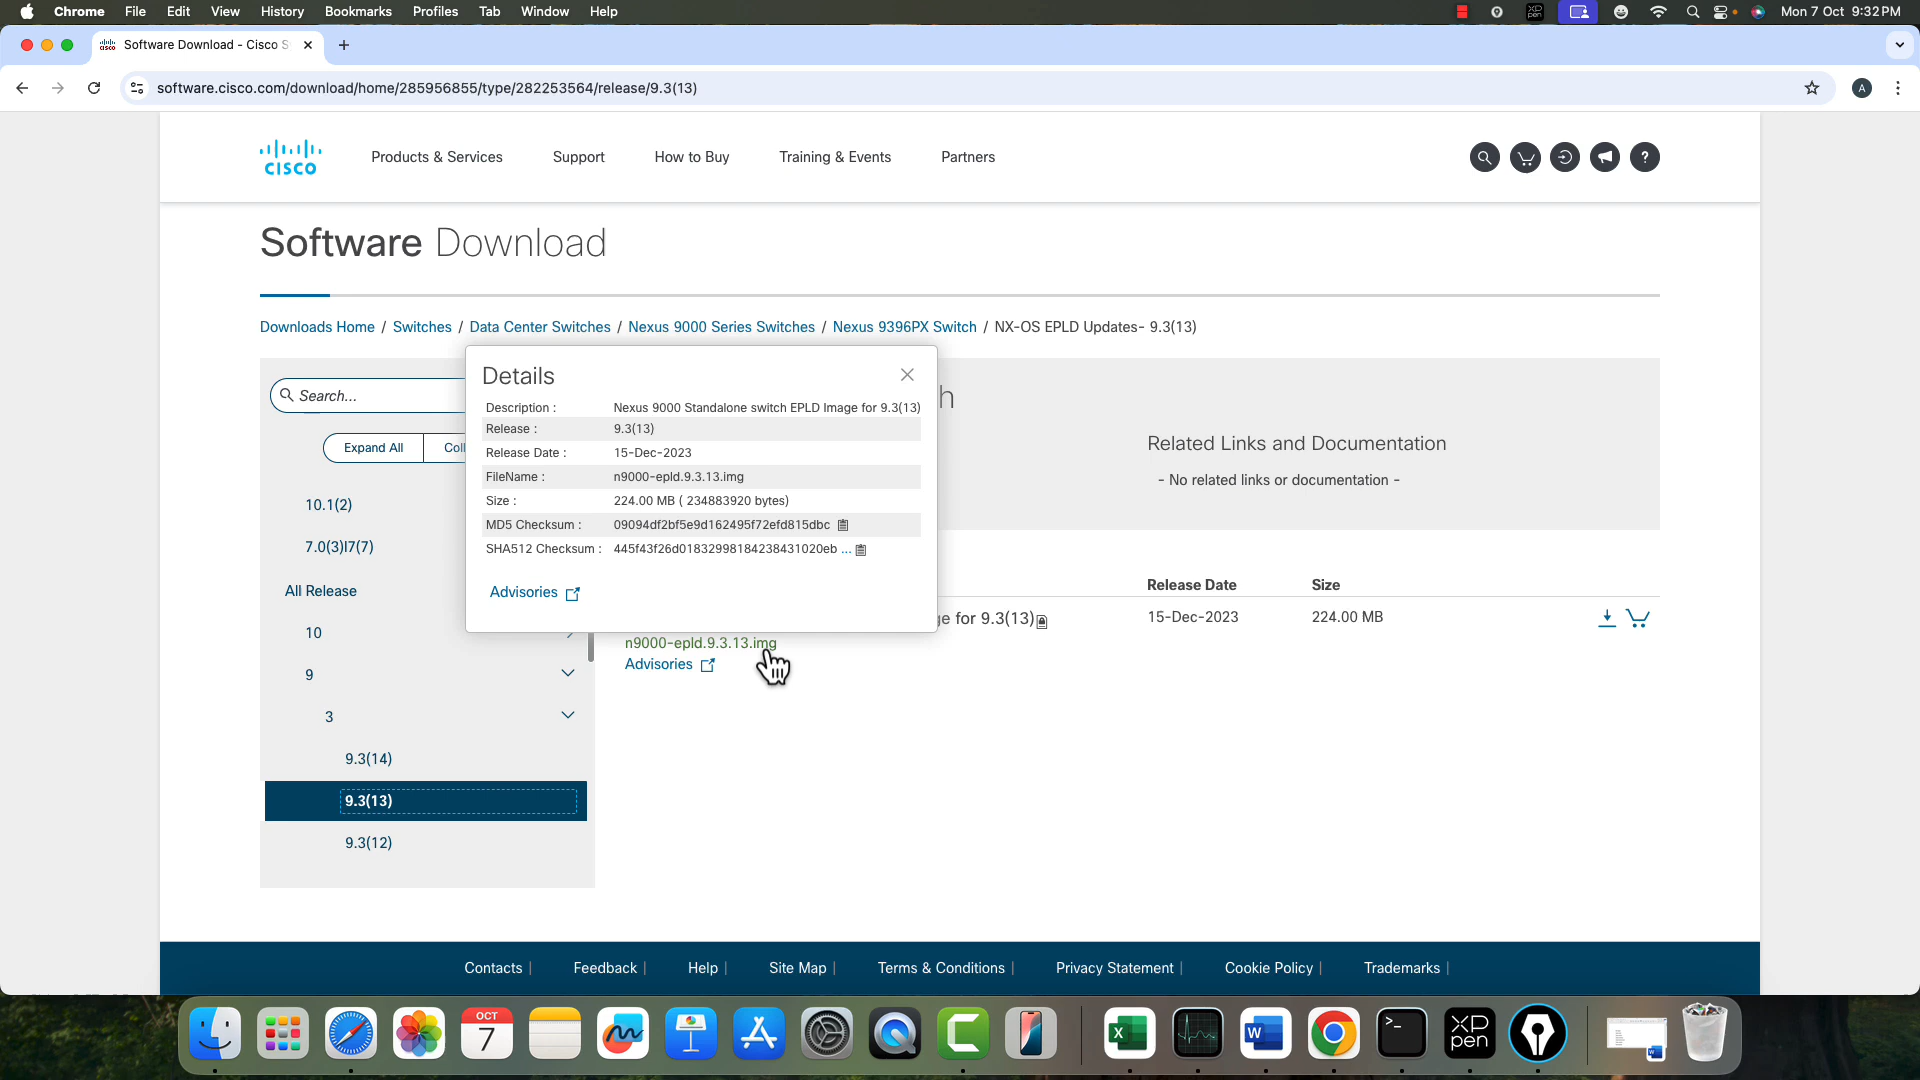 Chrome File Edit View History Bookmarks Profiles Tab Window Help
XP pen
Mon 7 Oct 9:32 PM
Software Download - Cisco S
software.cisco.com/download/home/285956855/type/282253564/release/9.3(13)
A
cisco
Products & Services Support How to Buy Training & Events Partners
?
Software Download
Downloads Home / Switches / Data Center Switches / Nexus 9000 Series Switches / Nexus 9396PX Switch / NX-OS EPLD Updates- 9.3(13)
Search...
Expand All Coll
10.1(2)
7.0(3)I7(7)
All Release
10
9
3
9.3(14)
9.3(13)
9.3(12)
Details
Description : Nexus 9000 Standalone switch EPLD Image for 9.3(13)
Release : 9.3(13)
Release Date : 15-Dec-2023
FileName : n9000-epld.9.3.13.img
Size : 224.00 MB ( 234883920 bytes)
MD5 Checksum : 09094df2bf5e9d162495f72efd815dbc
SHA512 Checksum : 445f43f26d01832998184238431020eb ...
Advisories
h
Related Links and Documentation
- No related links or documentation -
Release Date Size
ge for 9.3(13) 15-Dec-2023 224.00 MB
n9000-epld.9.3.13.img
Advisories
Contacts | Feedback | Help | Site Map | Terms & Conditions | Privacy Statement | Cookie Policy | Trademarks |
OCT
7
X
W
>_
XP
pen